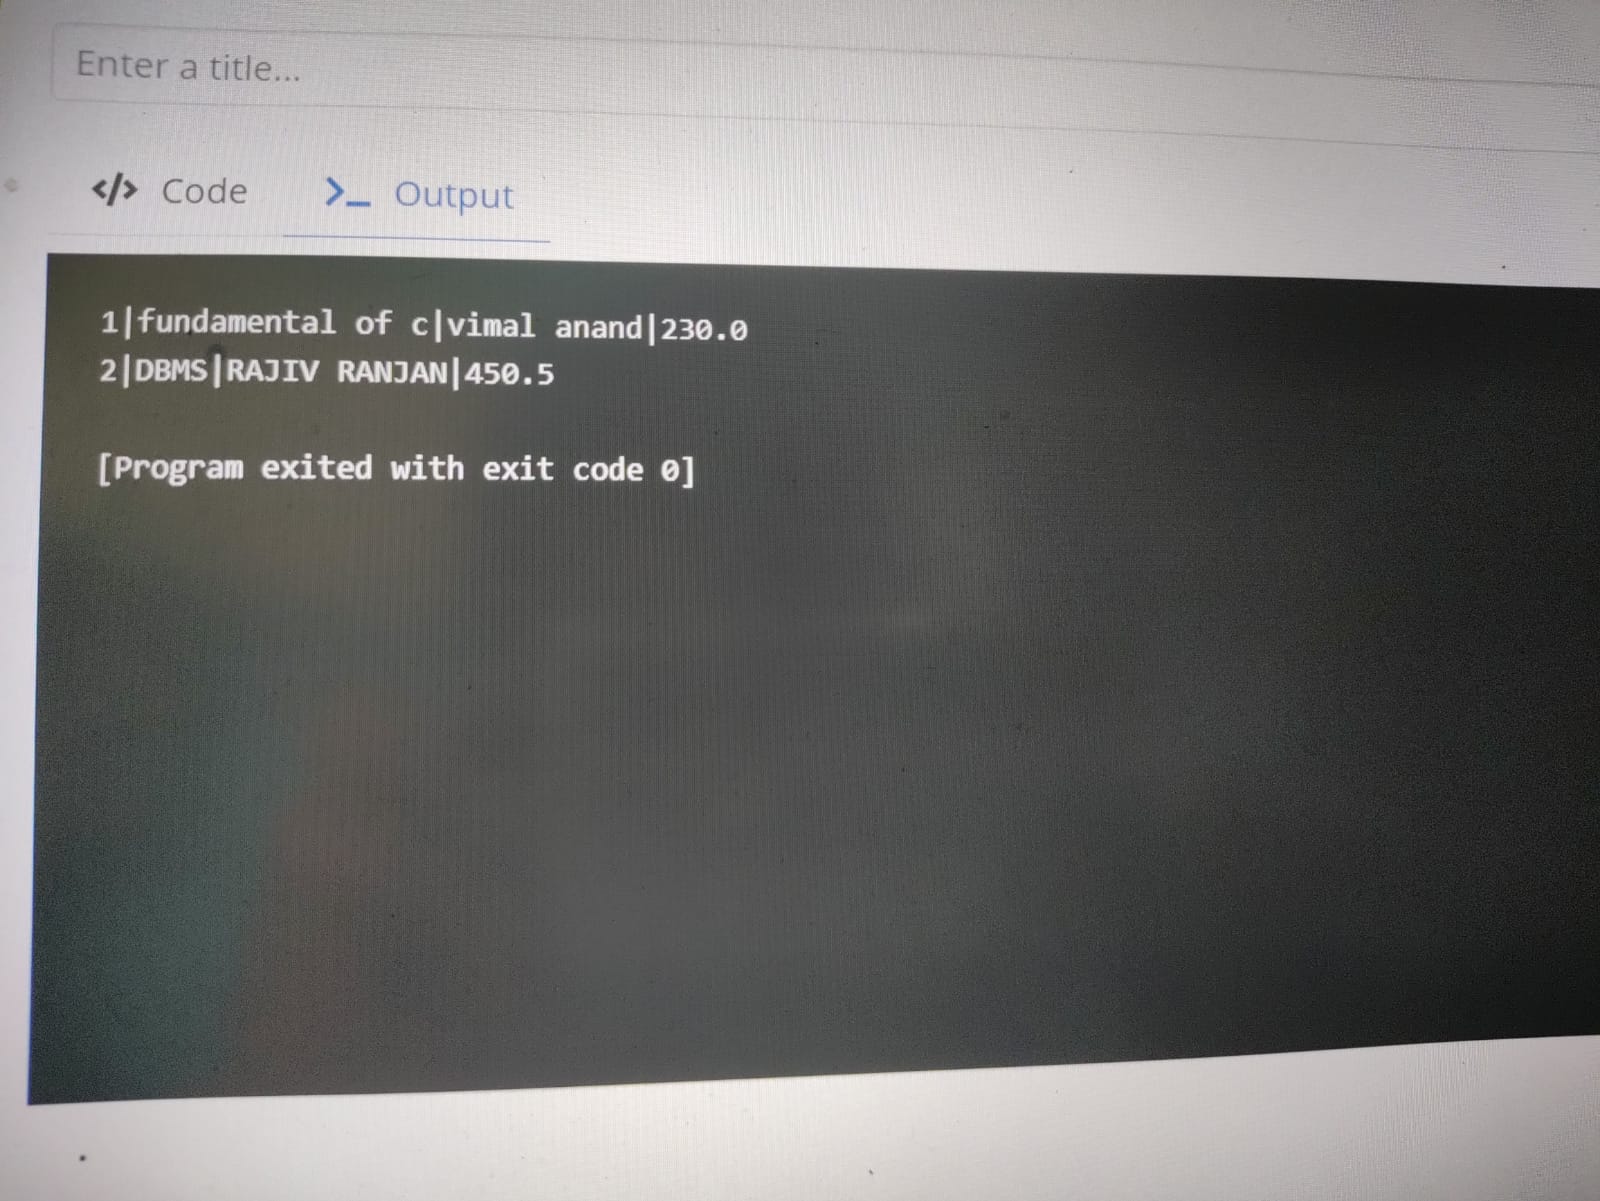 Enter a title...
</> Code >_ Output
1|fundamental of c|vimal anand|230.0
2|DBMS|RAJIV RANJAN|450.5
[Program exited with exit code 0]